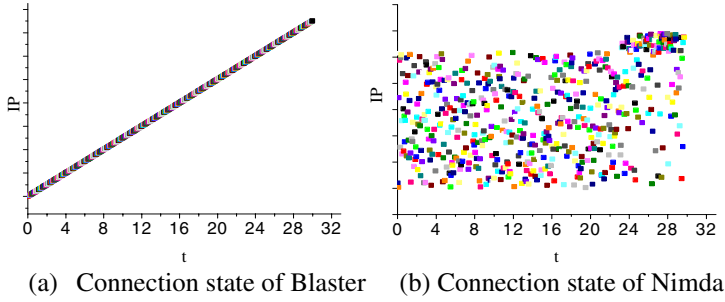 IP
0 4 8 12 16 20 24 28 32
t
(a) Connection state of Blaster
IP
0 4 8 12 16 20 24 28 32
t
(b) Connection state of Nimda